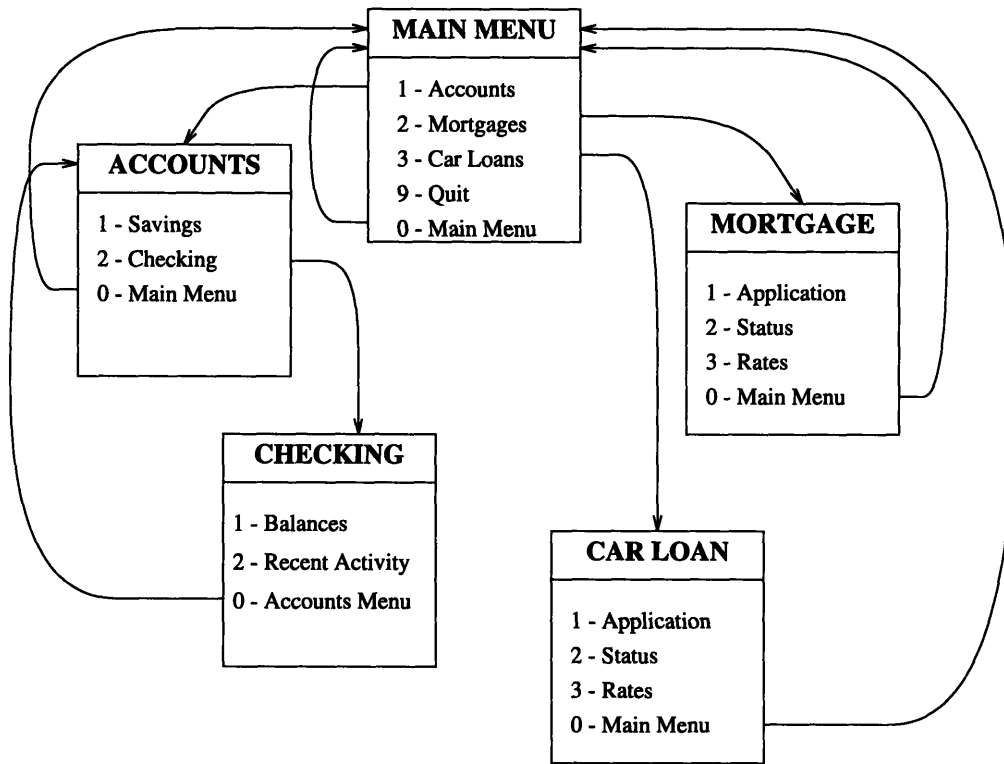 MAIN MENU
1 - Accounts
2 - Mortgages
3 - Car Loans
9 - Quit
0 - Main Menu
ACCOUNTS
1 - Savings
2 - Checking
0 - Main Menu
MORTGAGE
1 - Application
2 - Status
3 - Rates
0 - Main Menu
CHECKING
1 - Balances
2 - Recent Activity
0 - Accounts Menu
CAR LOAN
1 - Application
2 - Status
3 - Rates
0 - Main Menu